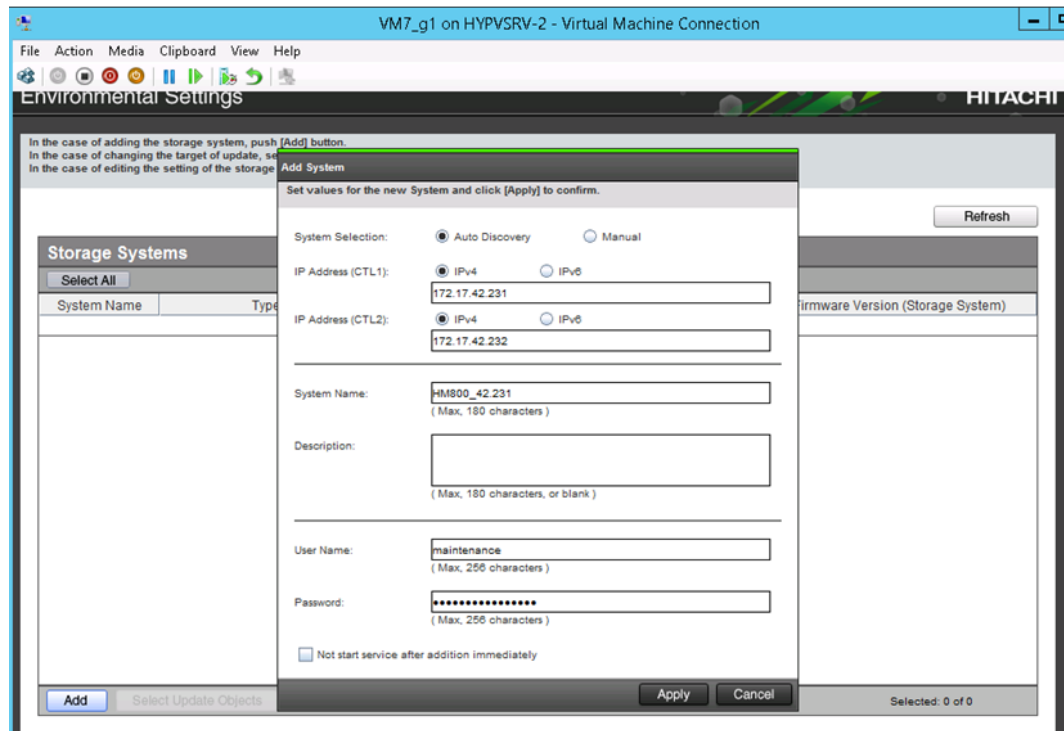 VM7_g1 on HYPVSRV-2 - Virtual Machine Connection
File Action Media Clipboard View Help
Environmental Settings
HITACHI
In the case of adding the storage system, push [Add] button.
In the case of changing the target of update, se
In the case of editing the setting of the storage
Refresh
Storage Systems
Select All
System Name Type Firmware Version (Storage System)
Add System
Set values for the new System and click [Apply] to confirm.
System Selection: Auto Discovery Manual
IP Address (CTL1): IPv4 IPv6
172.17.42.231
IP Address (CTL2): IPv4 IPv6
172.17.42.232
System Name: HM800_42.231
( Max, 180 characters )
Description:
( Max, 180 characters, or blank )
User Name: maintenance
( Max, 256 characters )
Password: ••••••••••••••••
( Max, 256 characters )
Not start service after addition immediately
Apply Cancel
Add Select Update Objects Selected: 0 of 0